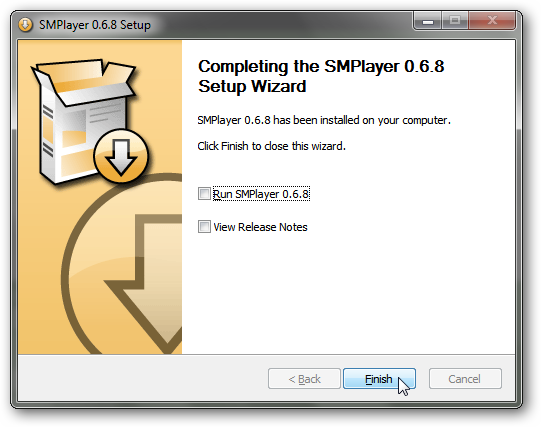 SMPlayer 0.6.8 Setup
Completing the SMPlayer 0.6.8
Setup Wizard
SMPlayer 0.6.8 has been installed on your computer.
Click Finish to close this wizard.
Run SMPlayer 0.6.8
View Release Notes
< Back
Finish
Cancel